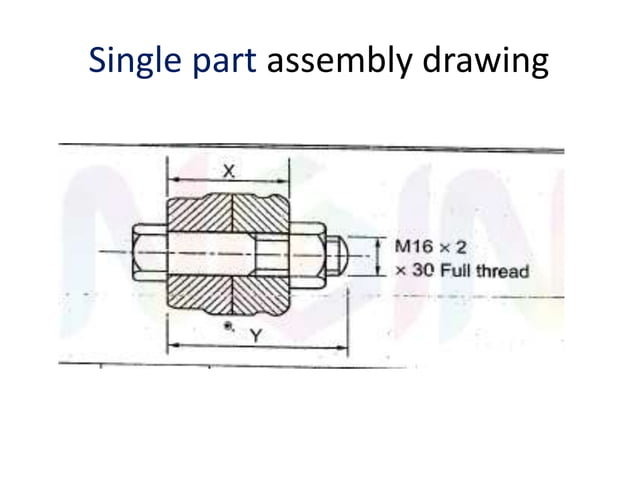 Single part assembly drawing
X
M16 × 2
× 30 Full thread
Y